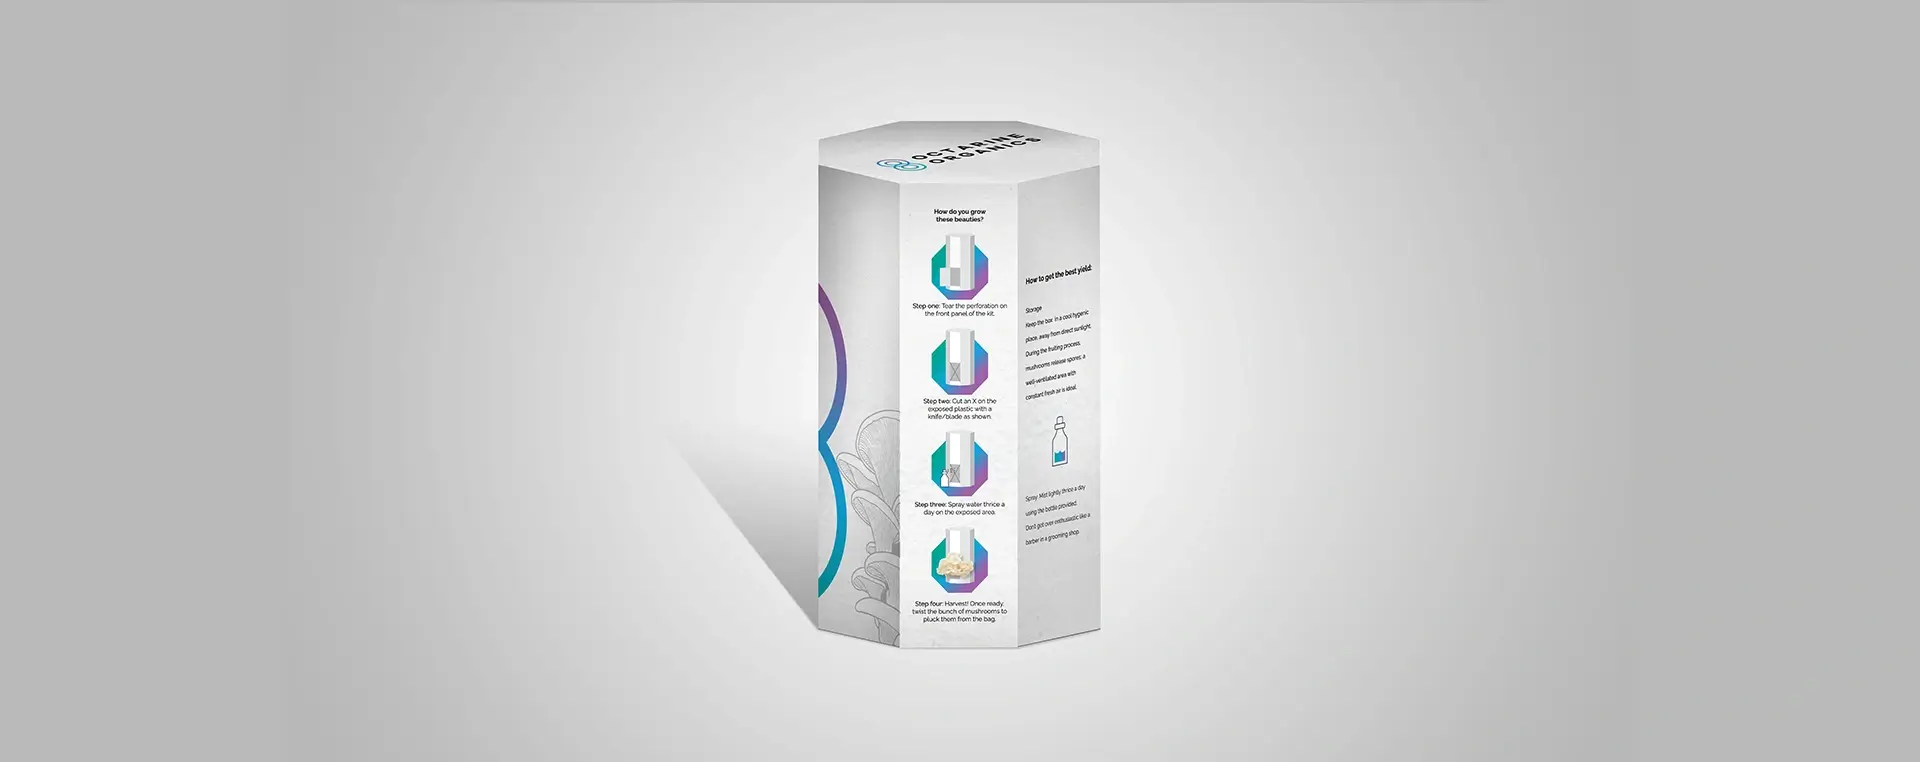 OCTARINE
ORGANICS
How do you grow
these beauties?
Step one: Tear the perforation on
the front panel of the kit.
Step two: Cut an X on the
exposed plastic with a
knife/blade as shown.
Step three: Spray water thrice a
day on the exposed area.
Step four: Harvest! Once ready,
twist the bunch of mushrooms to
pluck them from the bag.
How to get the best yield:
Storage
Keep the box in a cool hygenic
place, away from direct sunlight.
During the fruiting process,
mushrooms release spores, a
well-ventilated area with
constant fresh air is ideal.
Spray: Mist lightly thrice a day
using the bottle provided.
Don't get over enthusiastic like a
barber in a grooming shop.